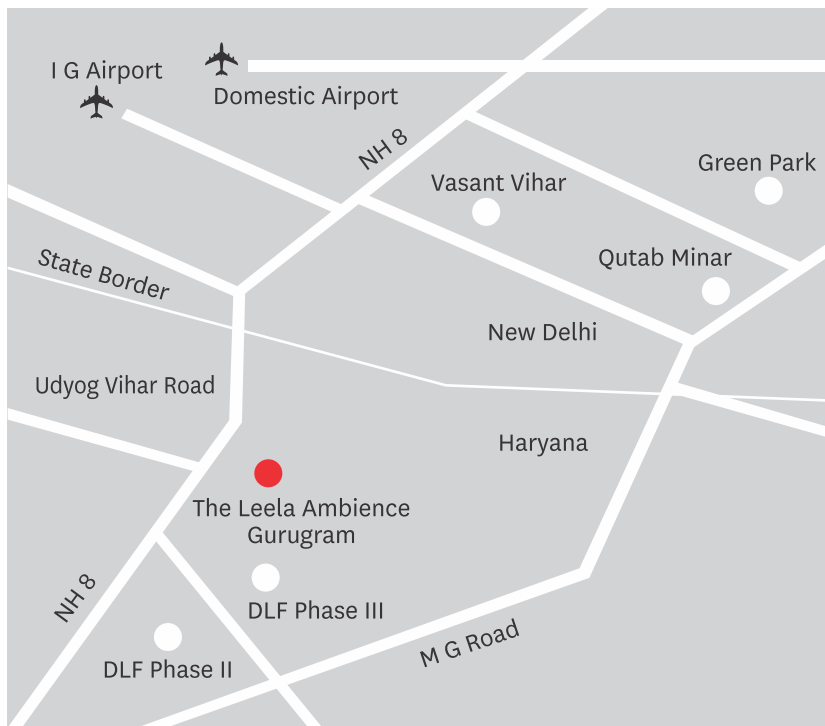 I G Airport
Domestic Airport
NH 8
Green Park
Vasant Vihar
Qutab Minar
State Border
New Delhi
Udyog Vihar Road
Haryana
The Leela Ambience
Gurugram
NH 8
DLF Phase III
M G Road
DLF Phase II